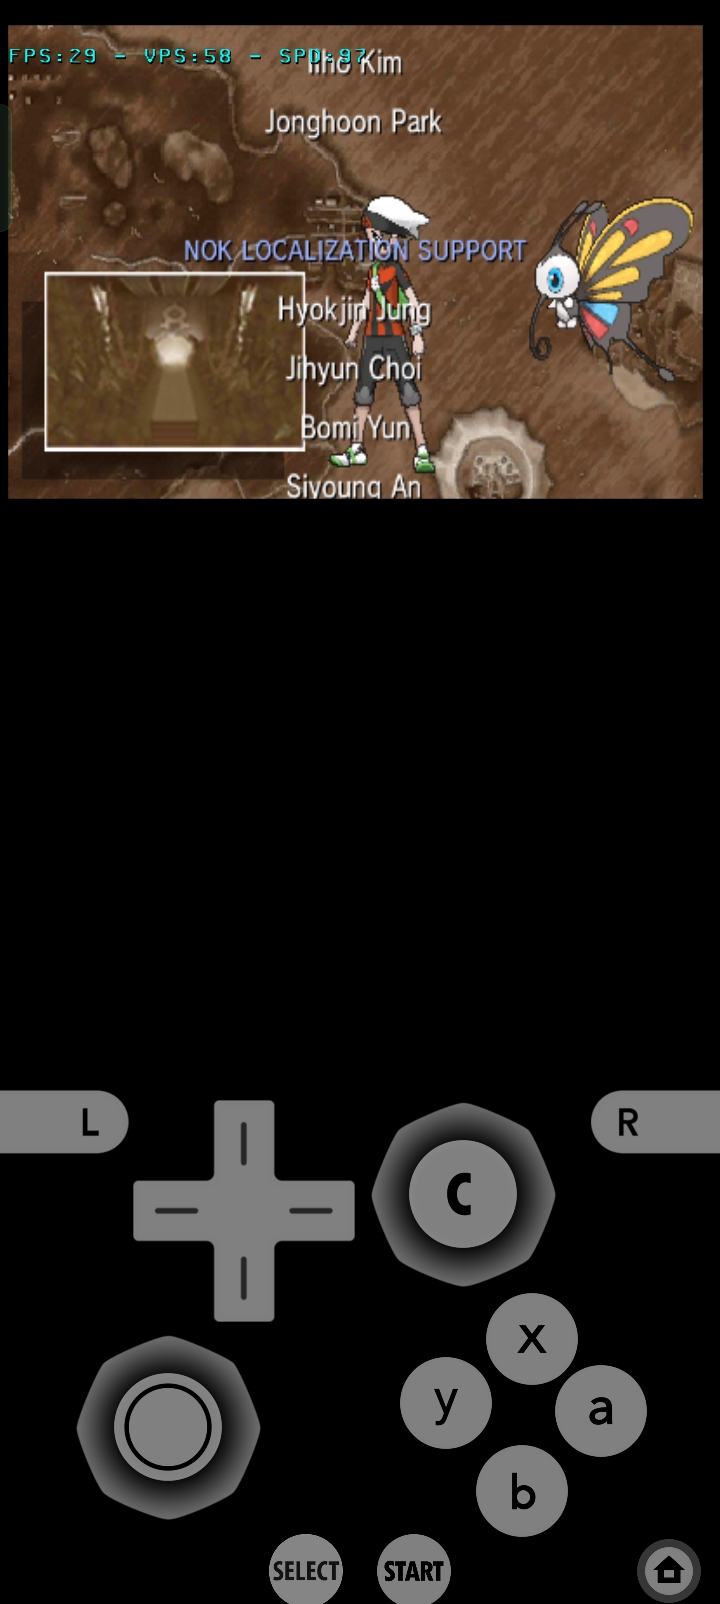 FPS:29 - VPS:58 - SPD:97
Kim
Jonghoon Park
NOK LOCALIZATION SUPPORT
Hyokjin Jung
Jihyun Choi
Bomi Yun
Siyoung An
L
R
C
x
y
a
b
SELECT
START